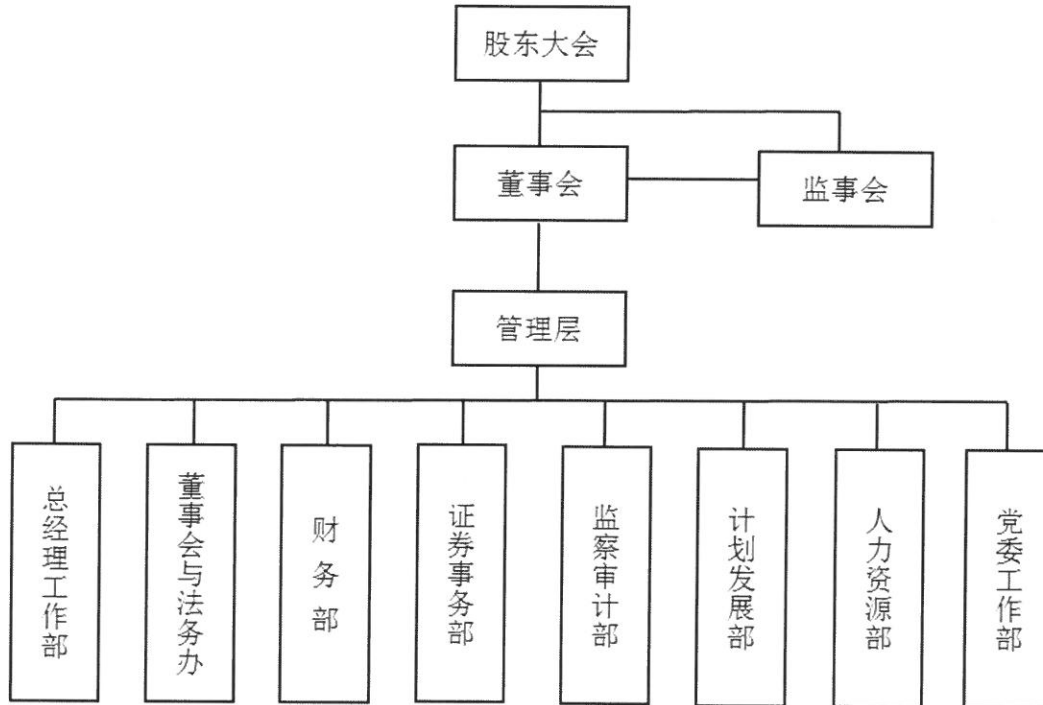 股东大会
董事会
监事会
管理层
总经理工作部
董事会与法务办
财务部
证券事务部
监察审计部
计划发展部
人力资源部
党委工作部